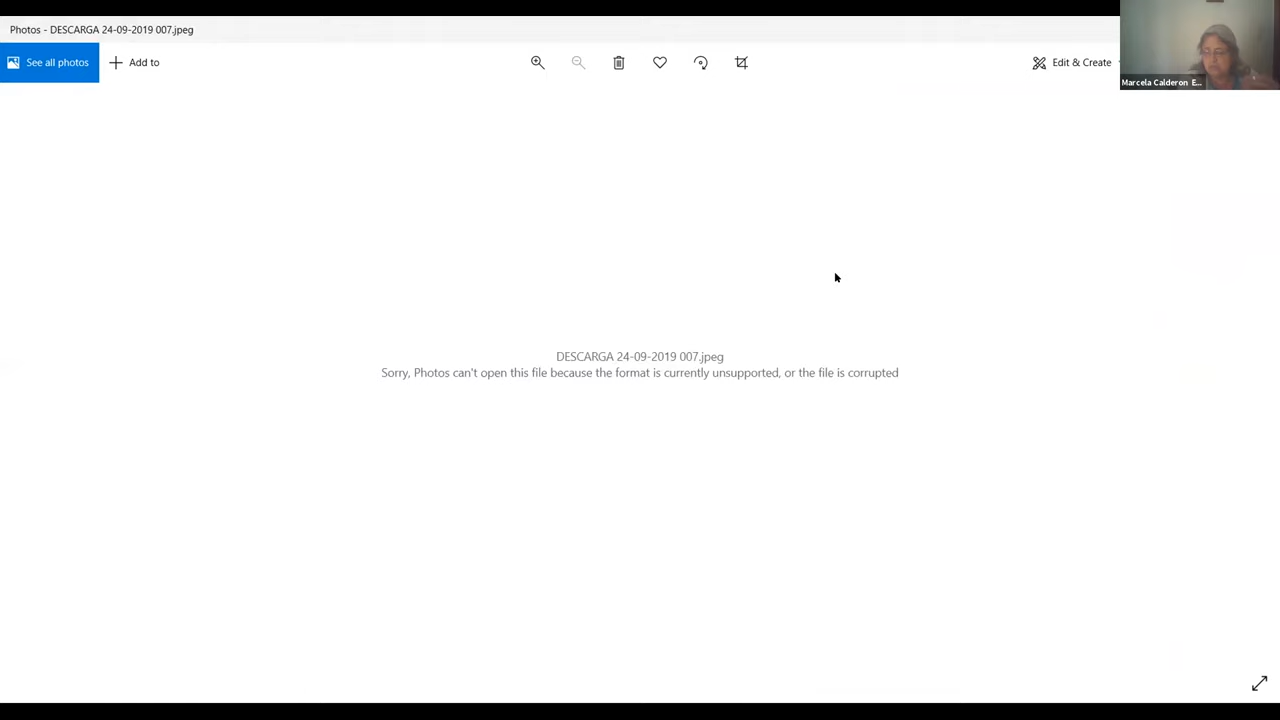 Photos - DESCARGA 24-09-2019 007.jpeg
See all photos
Add to
Edit & Create
Marcela Calderon E...
DESCARGA 24-09-2019 007.jpeg
Sorry, Photos can't open this file because the format is currently unsupported, or the file is corrupted